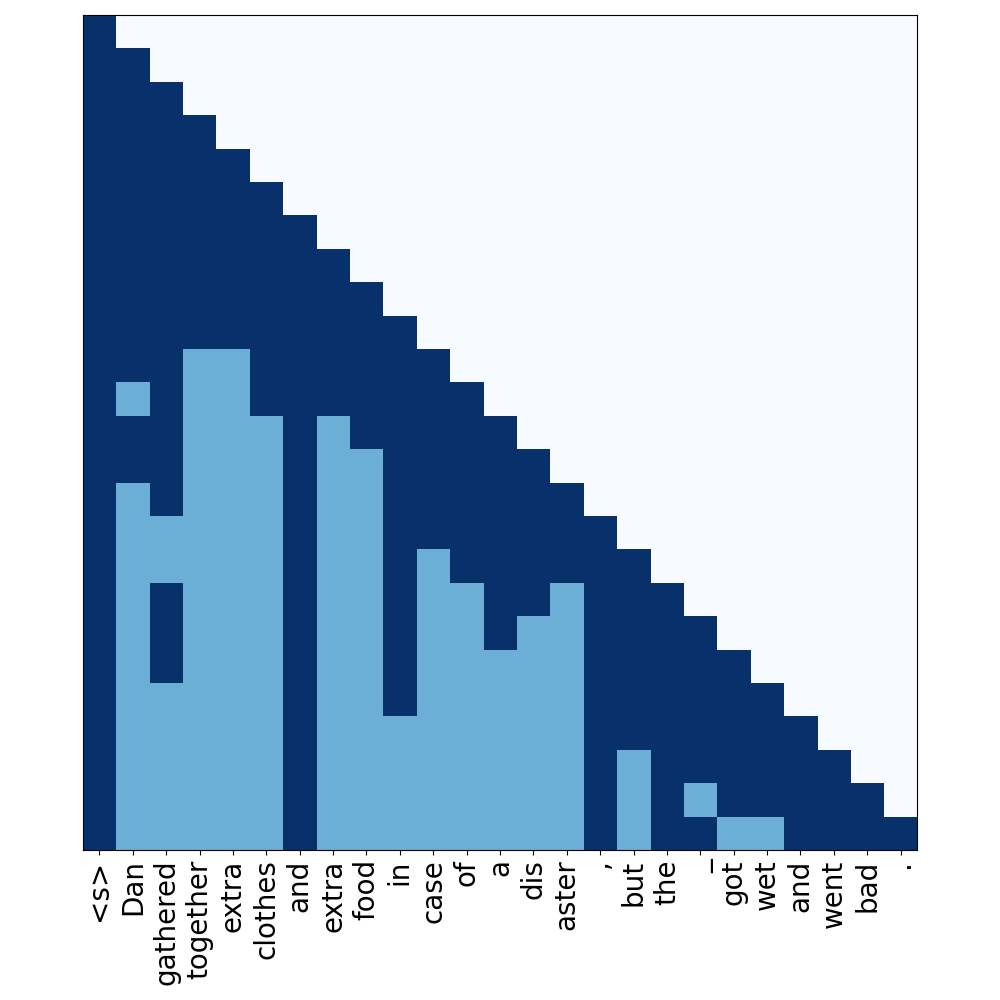 <s> Dan gathered together extra clothes and extra food in case of a dis aster , but the _ got wet and went bad .